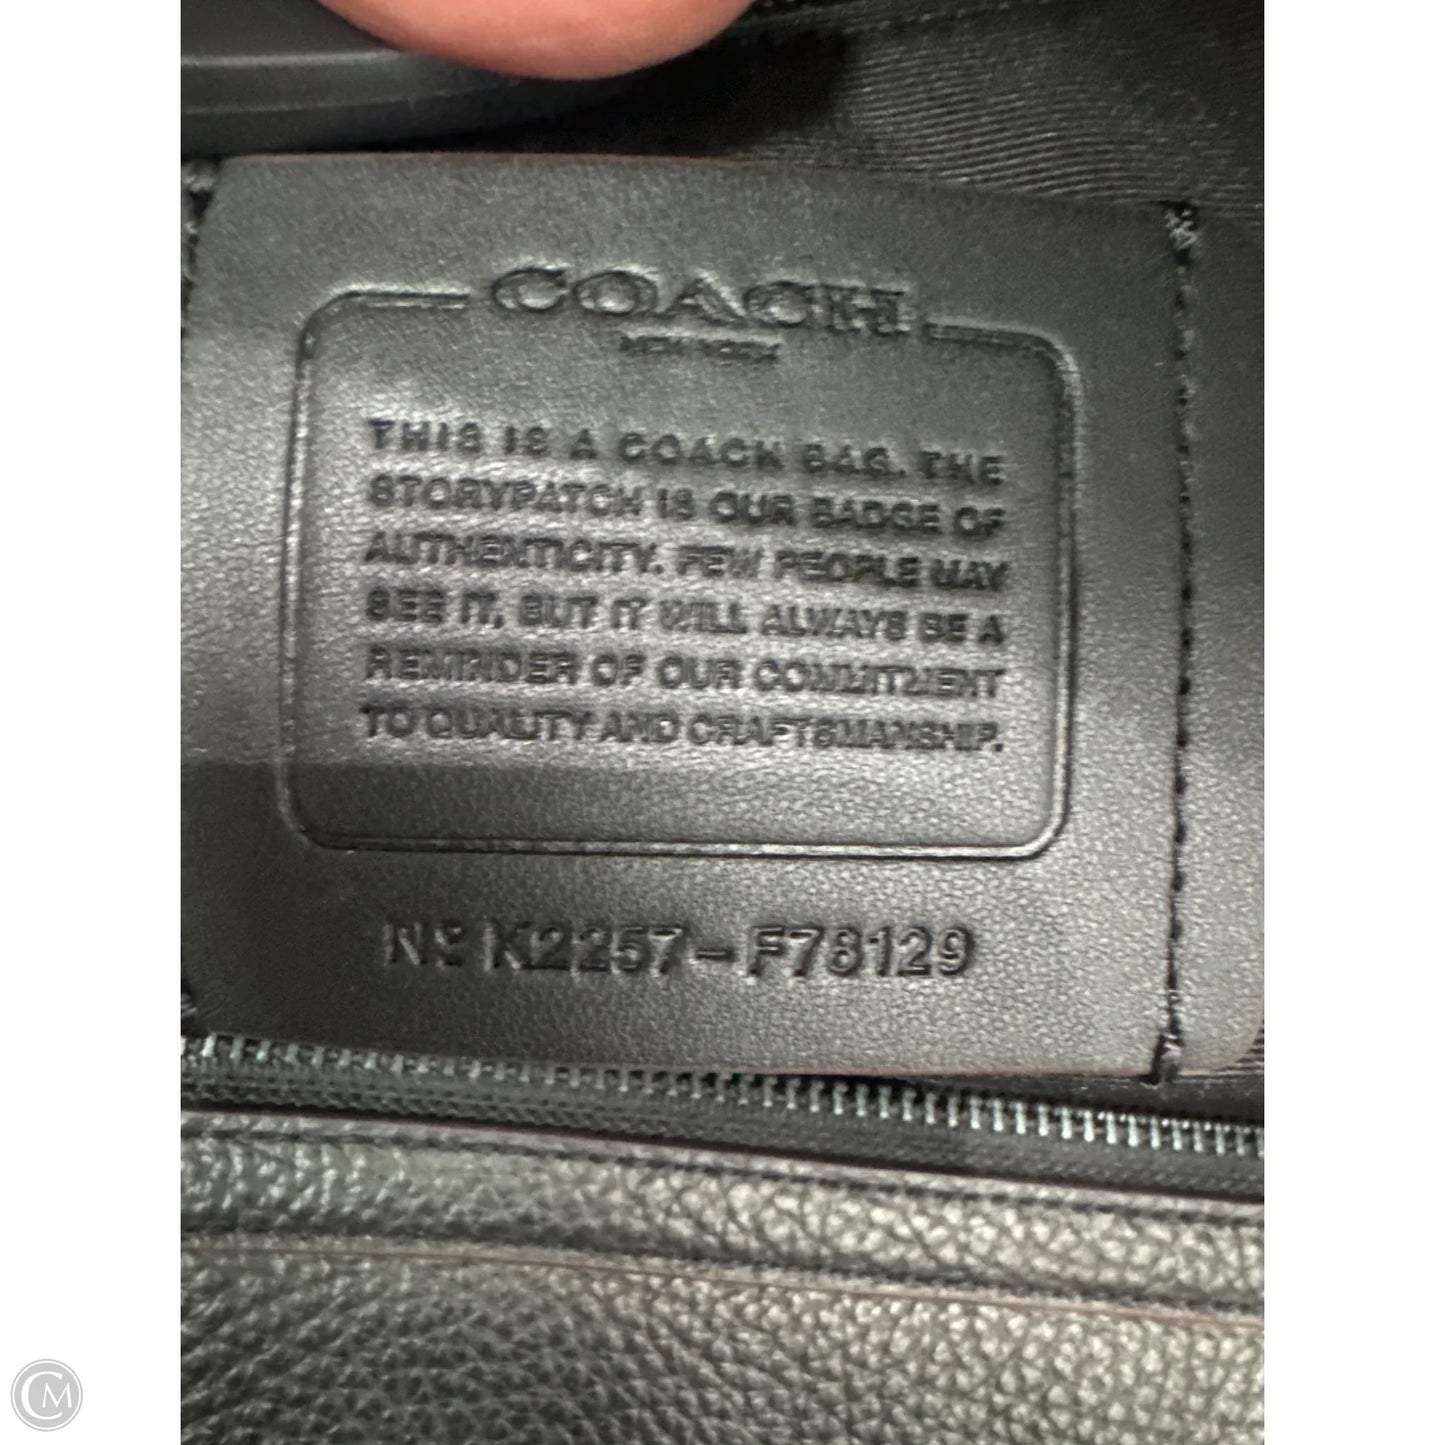 COACH
NEW YORK
THIS IS A COACH BAG. THE
STORYPATCH IS OUR BADGE OF
AUTHENTICITY. FEW PEOPLE MAY
SEE IT, BUT IT WILL ALWAYS BE A
REMINDER OF OUR COMMITMENT
TO QUALITY AND CRAFTSMANSHIP.
Nº K2257-F78129
CM